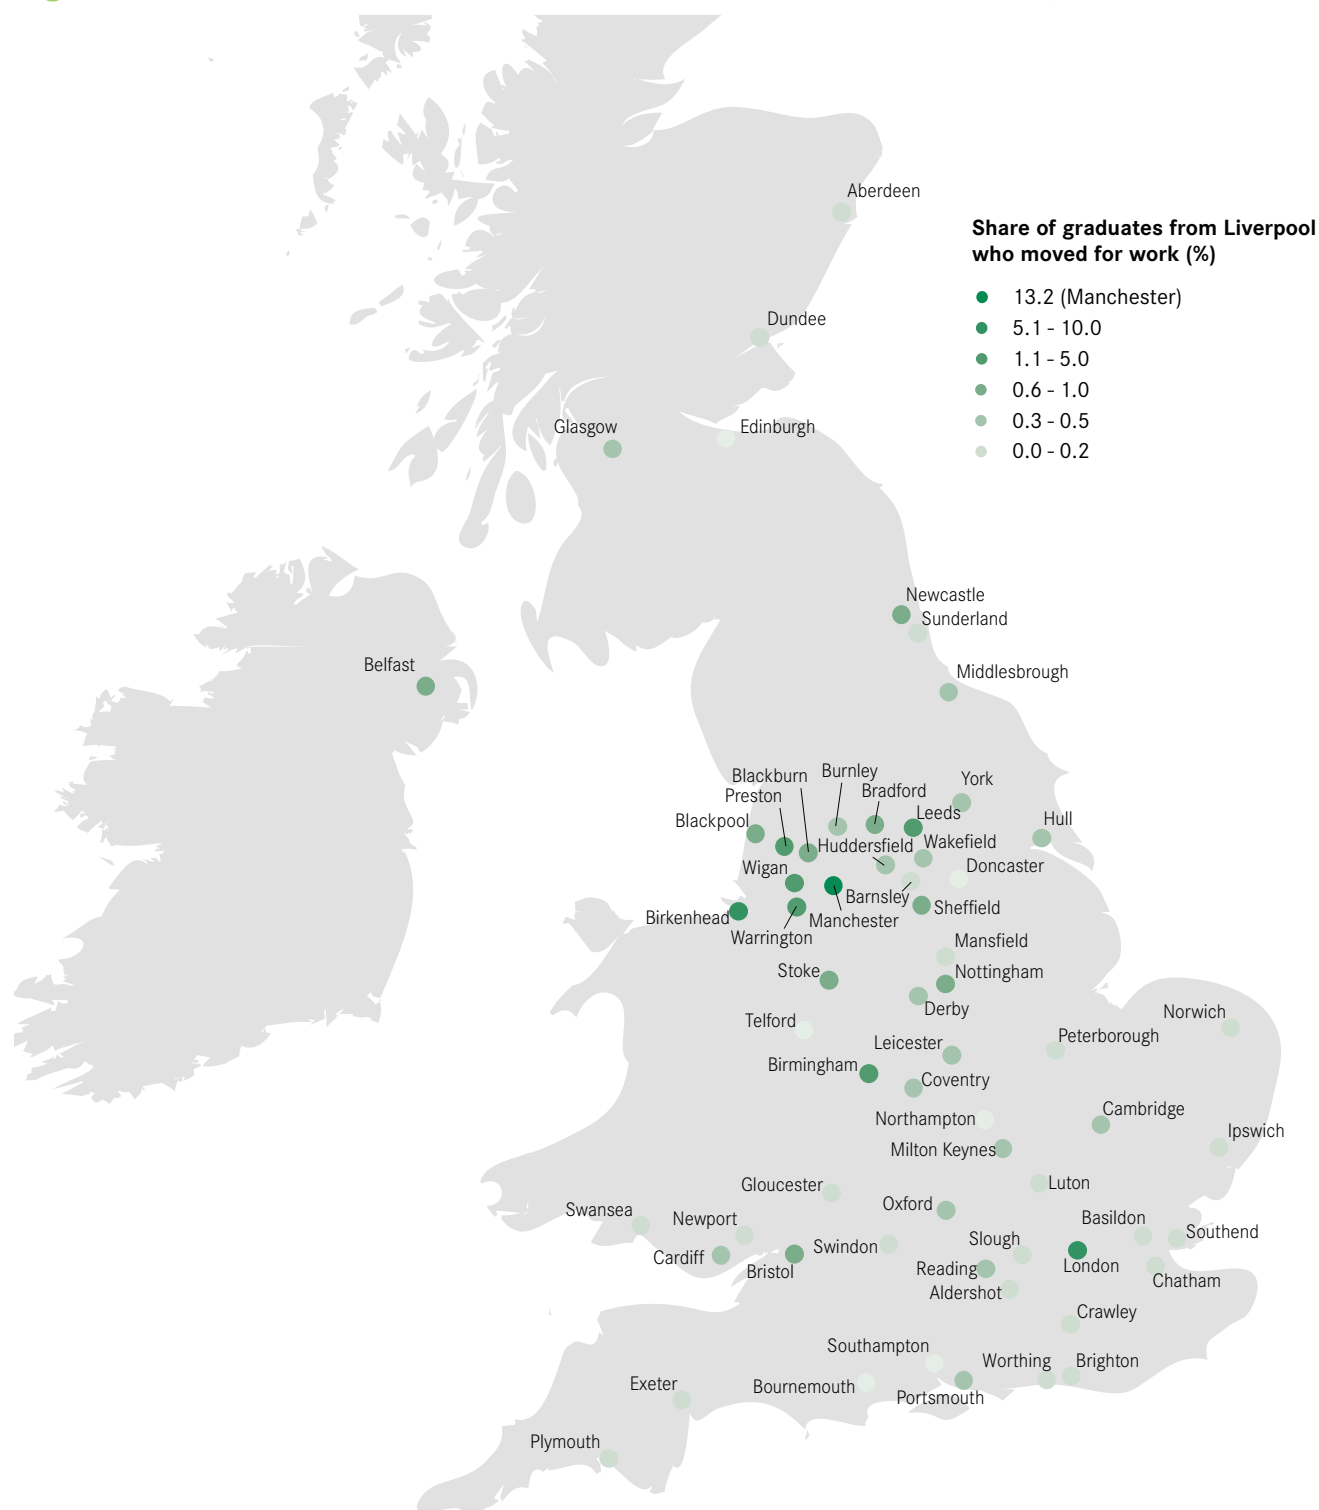 Aberdeen
Share of graduates from Liverpool
who moved for work (%)
13.2 (Manchester)
5.1 - 10.0
1.1 - 5.0
0.6 - 1.0
0.3 - 0.5
0.0 - 0.2
Dundee
Glasgow
Edinburgh
Newcastle
Sunderland
Belfast
Middlesbrough
Blackburn
Burnley
York
Preston
Bradford
Blackpool
Leeds
Hull
Huddersfield
Wakefield
Wigan
Doncaster
Barnsley
Birkenhead
Manchester
Sheffield
Warrington
Mansfield
Stoke
Nottingham
Derby
Norwich
Telford
Peterborough
Leicester
Birmingham
Coventry
Northampton
Cambridge
Ipswich
Milton Keynes
Gloucester
Luton
Oxford
Swansea
Newport
Basildon
Southend
Cardiff
Swindon
Slough
Bristol
Reading
London
Chatham
Aldershot
Crawley
Southampton
Worthing
Brighton
Exeter
Bournemouth
Portsmouth
Plymouth